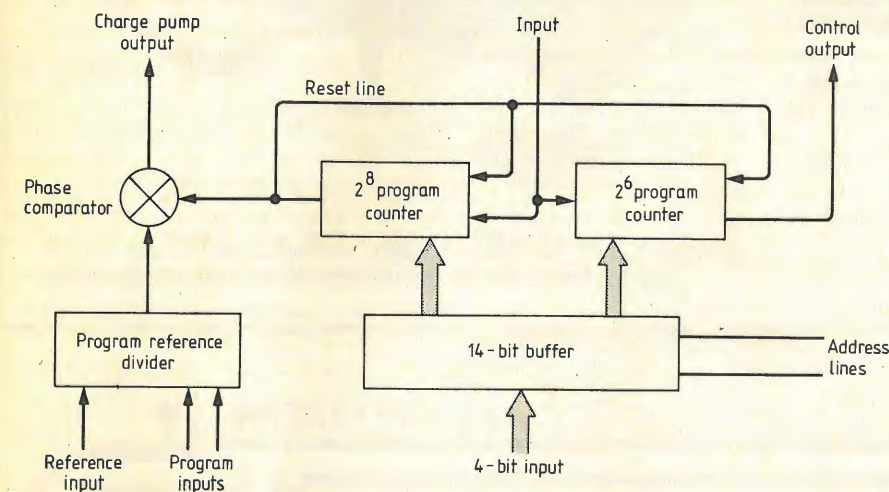 Charge pump
output
Input
Control
output
Reset line
Phase
comparator
2⁸ program
counter
2⁶ program
counter
Program reference
divider
14-bit buffer
Address
lines
Reference
input
Program
inputs
4-bit input